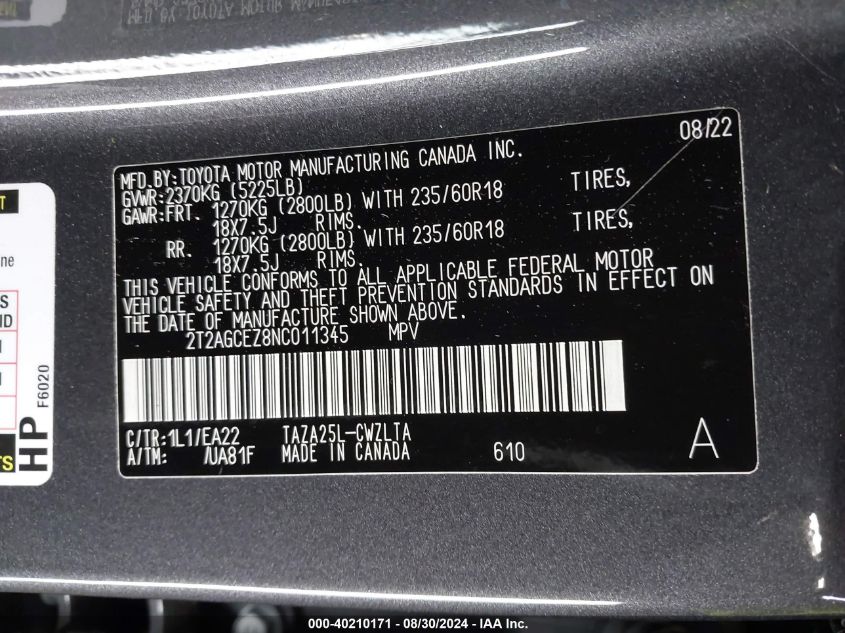 08/22
MFD.BY:TOYOTA MOTOR MANUFACTURING CANADA INC.
GVWR:2370KG (5225LB)
GAWR:FRT. 1270KG (2800LB) WITH 235/60R18 TIRES,
18X7.5J RIMS.
RR. 1270KG (2800LB) WITH 235/60R18 TIRES,
18X7.5J RIMS.
THIS VEHICLE CONFORMS TO ALL APPLICABLE FEDERAL MOTOR
VEHICLE SAFETY AND THEFT PREVENTION STANDARDS IN EFFECT ON
THE DATE OF MANUFACTURE SHOWN ABOVE.
2T2AGCEZ8NC011345 MPV
C/TR:1L1/EA22 TAZA25L-CWZLTA
A/TM: /UA81F MADE IN CANADA 610 A
HP
F6020
000-40210171 - 08/30/2024 - IAA Inc.